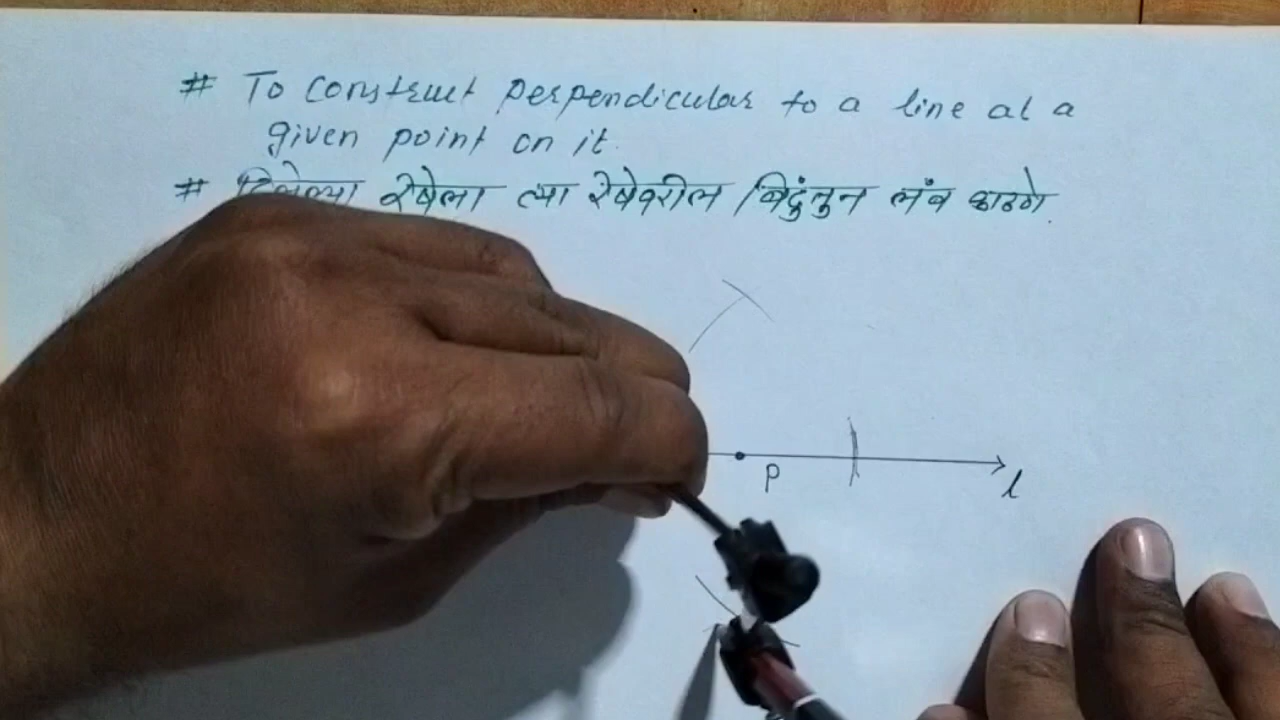 # To construct perpendicular to a line at a
given point on it.
# दिलेल्या रेषेला त्या रेषेवरील बिदुंतुन लंब काढणे.
P
l